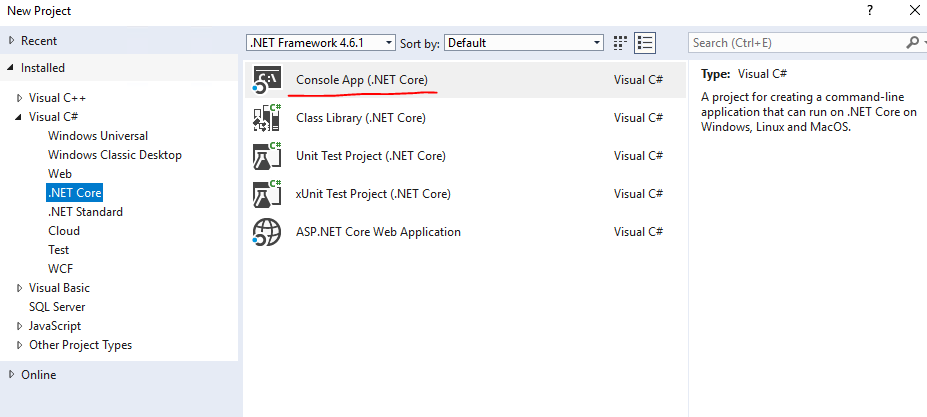 New Project
? ×
Recent
.NET Framework 4.6.1 Sort by: Default
Search (Ctrl+E)
Installed
Visual C++
Visual C#
Windows Universal
Windows Classic Desktop
Web
.NET Core
.NET Standard
Cloud
Test
WCF
Visual Basic
SQL Server
JavaScript
Other Project Types
Online
C:\
Console App (.NET Core) Visual C#
C#
Class Library (.NET Core) Visual C#
C#
Unit Test Project (.NET Core) Visual C#
C#
xUnit Test Project (.NET Core) Visual C#
ASP.NET Core Web Application Visual C#
Type: Visual C#
A project for creating a command-line
application that can run on .NET Core on
Windows, Linux and MacOS.